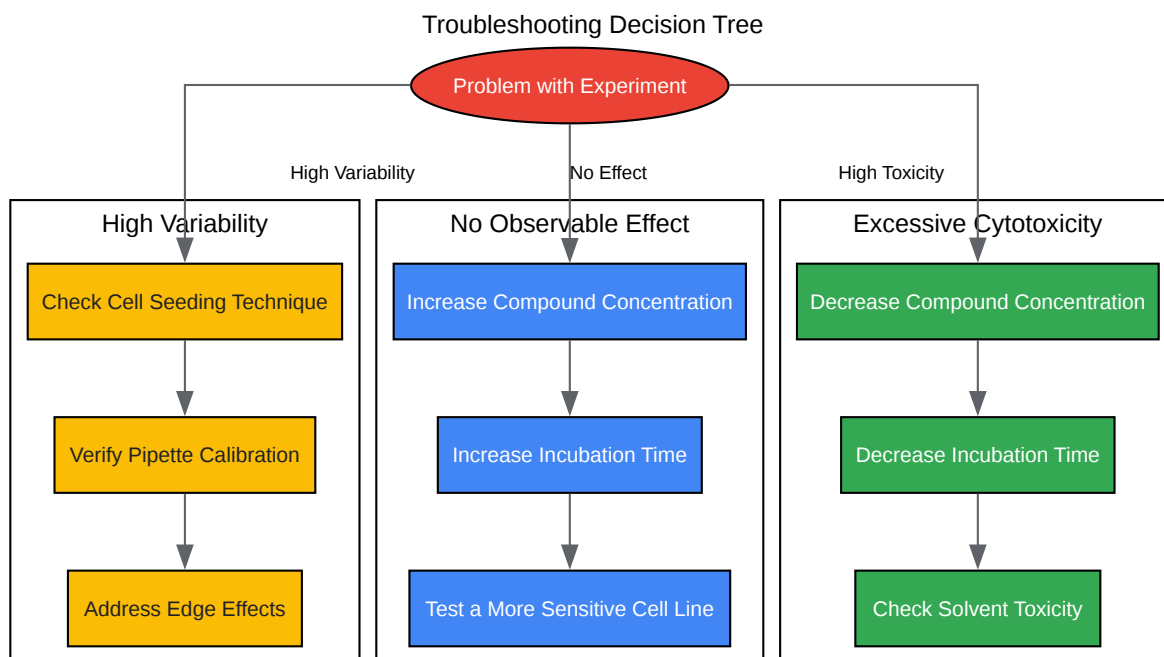 Troubleshooting Decision Tree
Problem with Experiment
High Variability
No Effect
High Toxicity
High Variability
No Observable Effect
Excessive Cytotoxicity
Check Cell Seeding Technique
Increase Compound Concentration
Decrease Compound Concentration
Verify Pipette Calibration
Increase Incubation Time
Decrease Incubation Time
Address Edge Effects
Test a More Sensitive Cell Line
Check Solvent Toxicity